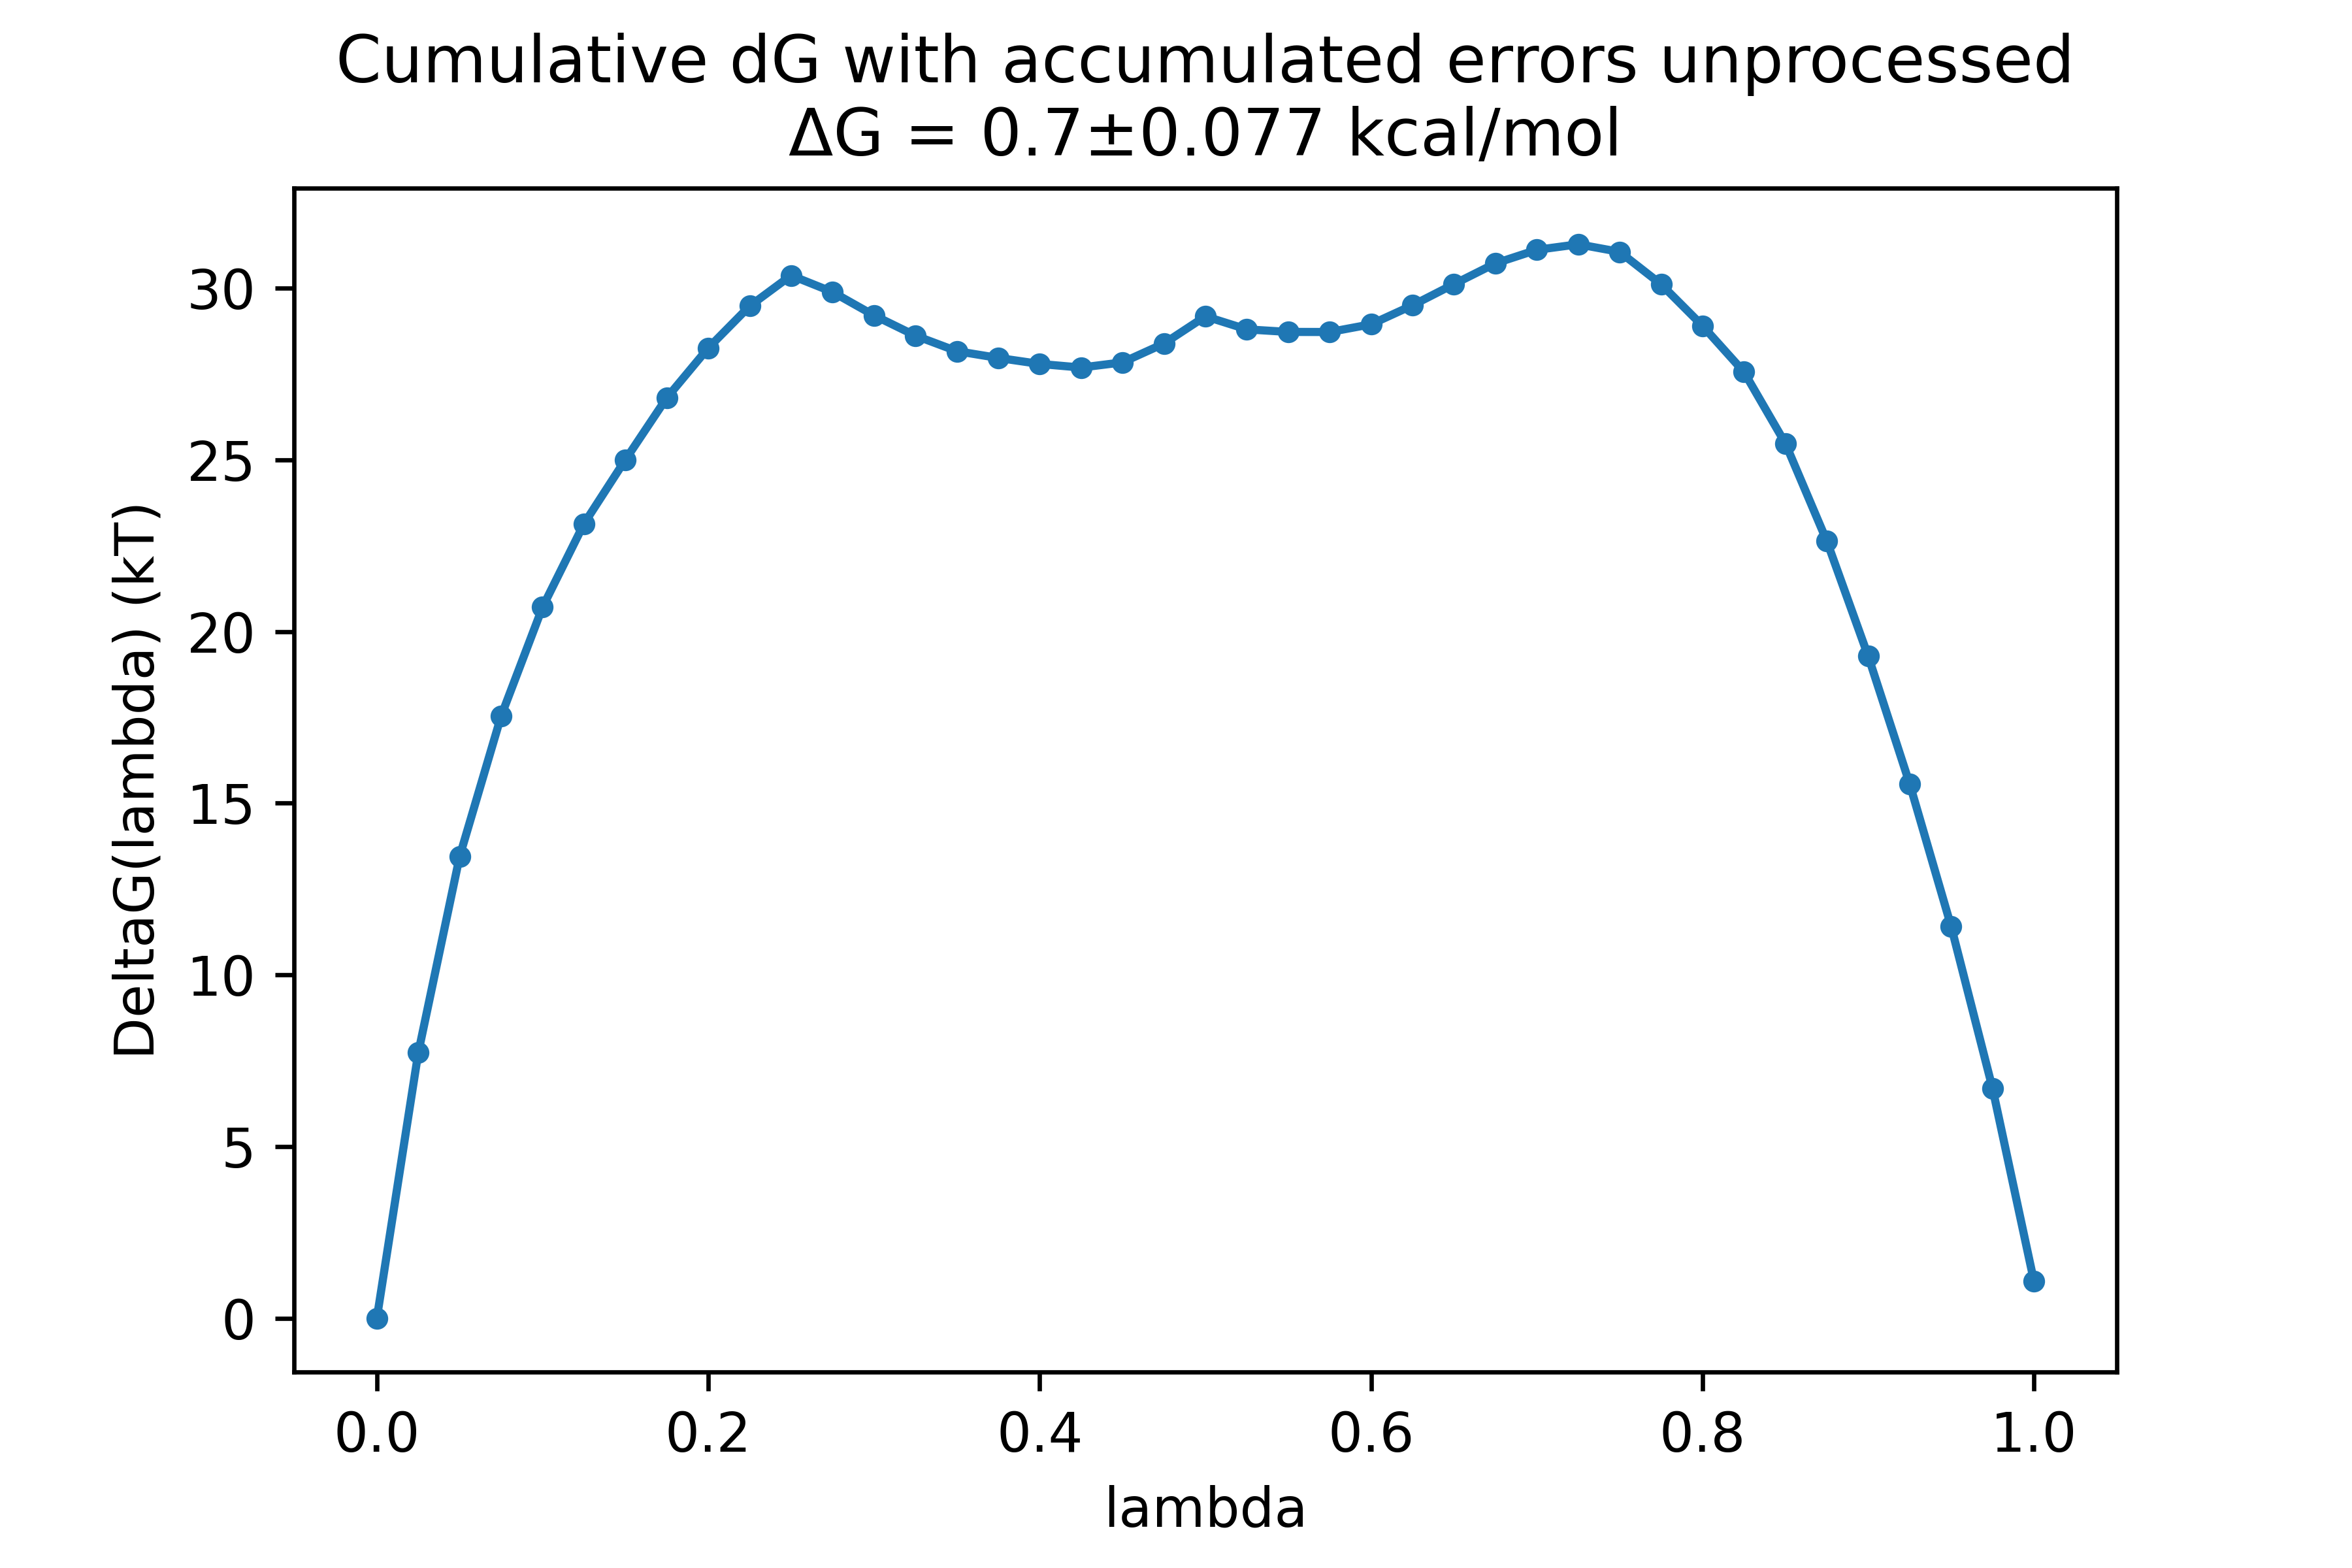 Cumulative dG with accumulated errors unprocessed
ΔG = 0.7±0.077 kcal/mol
DeltaG(lambda) (kT)
30
25
20
15
10
5
0
0.0 0.2 0.4 0.6 0.8 1.0
lambda